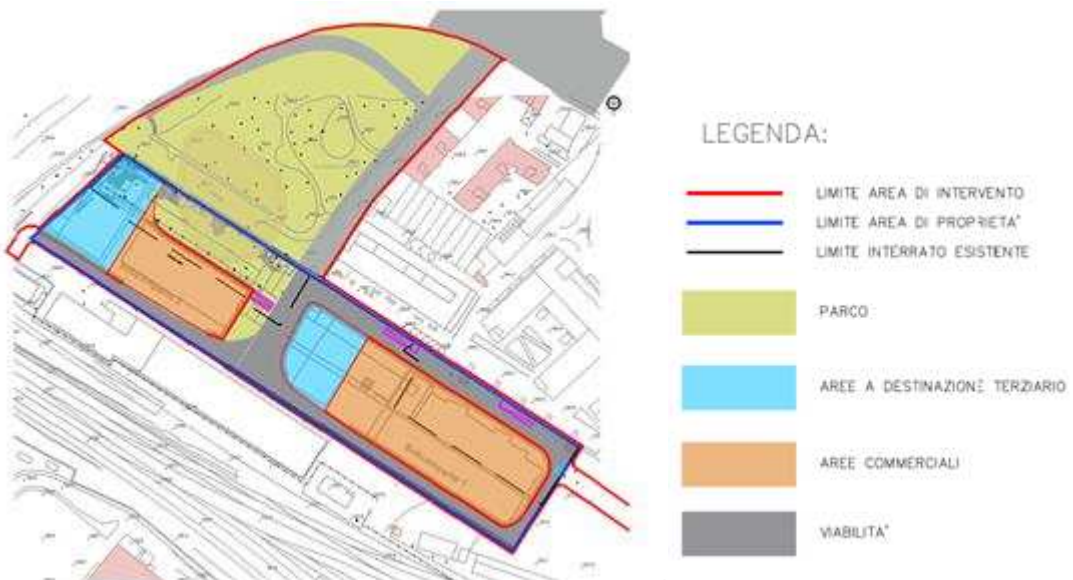 LEGENDA:
LIMITE AREA DI INTERVENTO
LIMITE AREA DI PROPRIETA'
LIMITE INTERRATO ESISTENTE
PARCO
AREE A DESTINAZIONE TERZIARIO
AREE COMMERCIALI
VIABILITA'